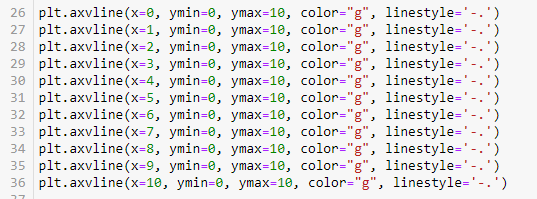 26 plt.axvline(x=0, ymin=0, ymax=10, color="g", linestyle='-.')
27 plt.axvline(x=1, ymin=0, ymax=10, color="g", linestyle='-.')
28 plt.axvline(x=2, ymin=0, ymax=10, color="g", linestyle='-.')
29 plt.axvline(x=3, ymin=0, ymax=10, color="g", linestyle='-.')
30 plt.axvline(x=4, ymin=0, ymax=10, color="g", linestyle='-.')
31 plt.axvline(x=5, ymin=0, ymax=10, color="g", linestyle='-.')
32 plt.axvline(x=6, ymin=0, ymax=10, color="g", linestyle='-.')
33 plt.axvline(x=7, ymin=0, ymax=10, color="g", linestyle='-.')
34 plt.axvline(x=8, ymin=0, ymax=10, color="g", linestyle='-.')
35 plt.axvline(x=9, ymin=0, ymax=10, color="g", linestyle='-.')
36 plt.axvline(x=10, ymin=0, ymax=10, color="g", linestyle='-.')